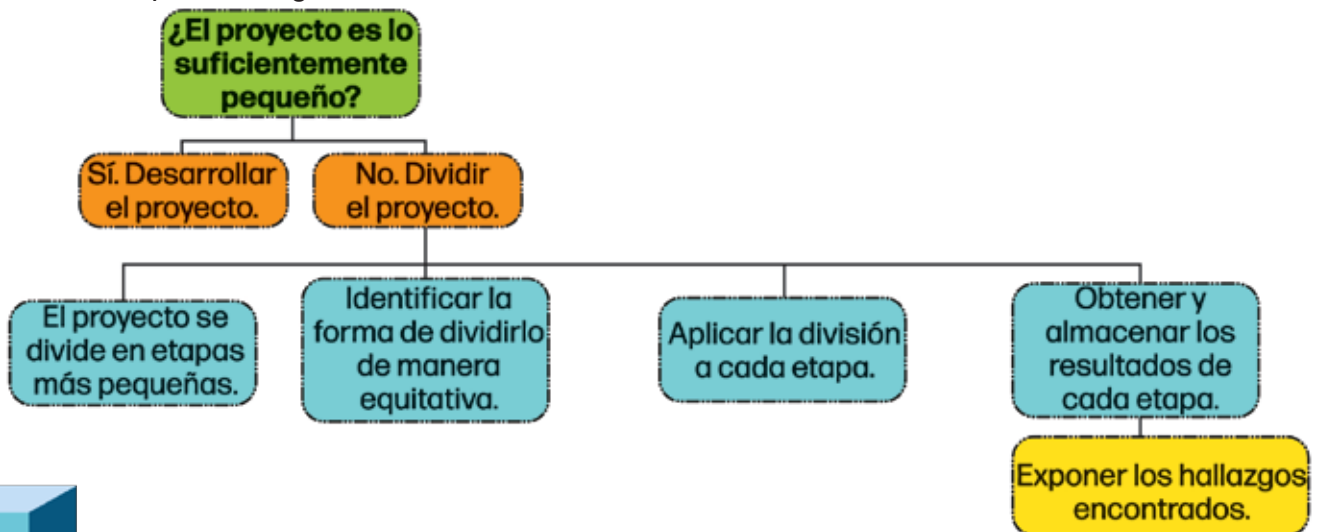 ¿El proyecto es lo
suficientemente
pequeño?
Sí. Desarrollar
el proyecto.
No. Dividir
el proyecto.
El proyecto se
divide en etapas
más pequeñas.
Identificar la
forma de dividirlo
de manera
equitativa.
Aplicar la división
a cada etapa.
Obtener y
almacenar los
resultados de
cada etapa.
Exponer los hallazgos
encontrados.